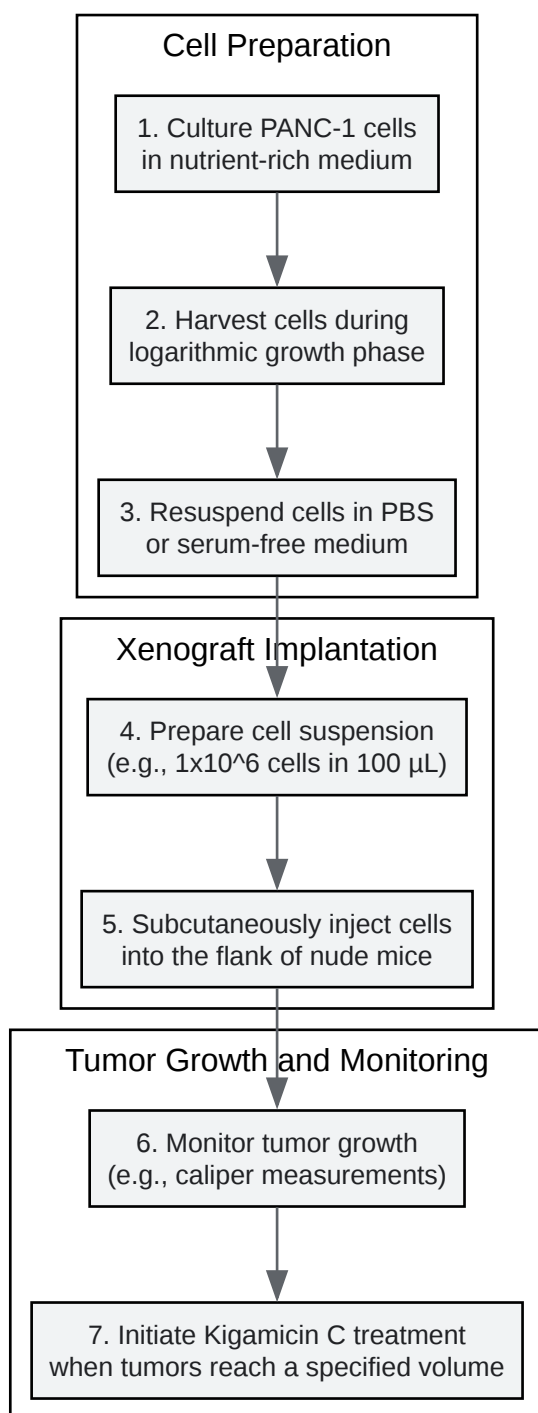 Cell Preparation
1. Culture PANC-1 cells
in nutrient-rich medium
2. Harvest cells during
logarithmic growth phase
3. Resuspend cells in PBS
or serum-free medium
Xenograft Implantation
4. Prepare cell suspension
(e.g., 1x10^6 cells in 100 µL)
5. Subcutaneously inject cells
into the flank of nude mice
Tumor Growth and Monitoring
6. Monitor tumor growth
(e.g., caliper measurements)
7. Initiate Kigamicin C treatment
when tumors reach a specified volume